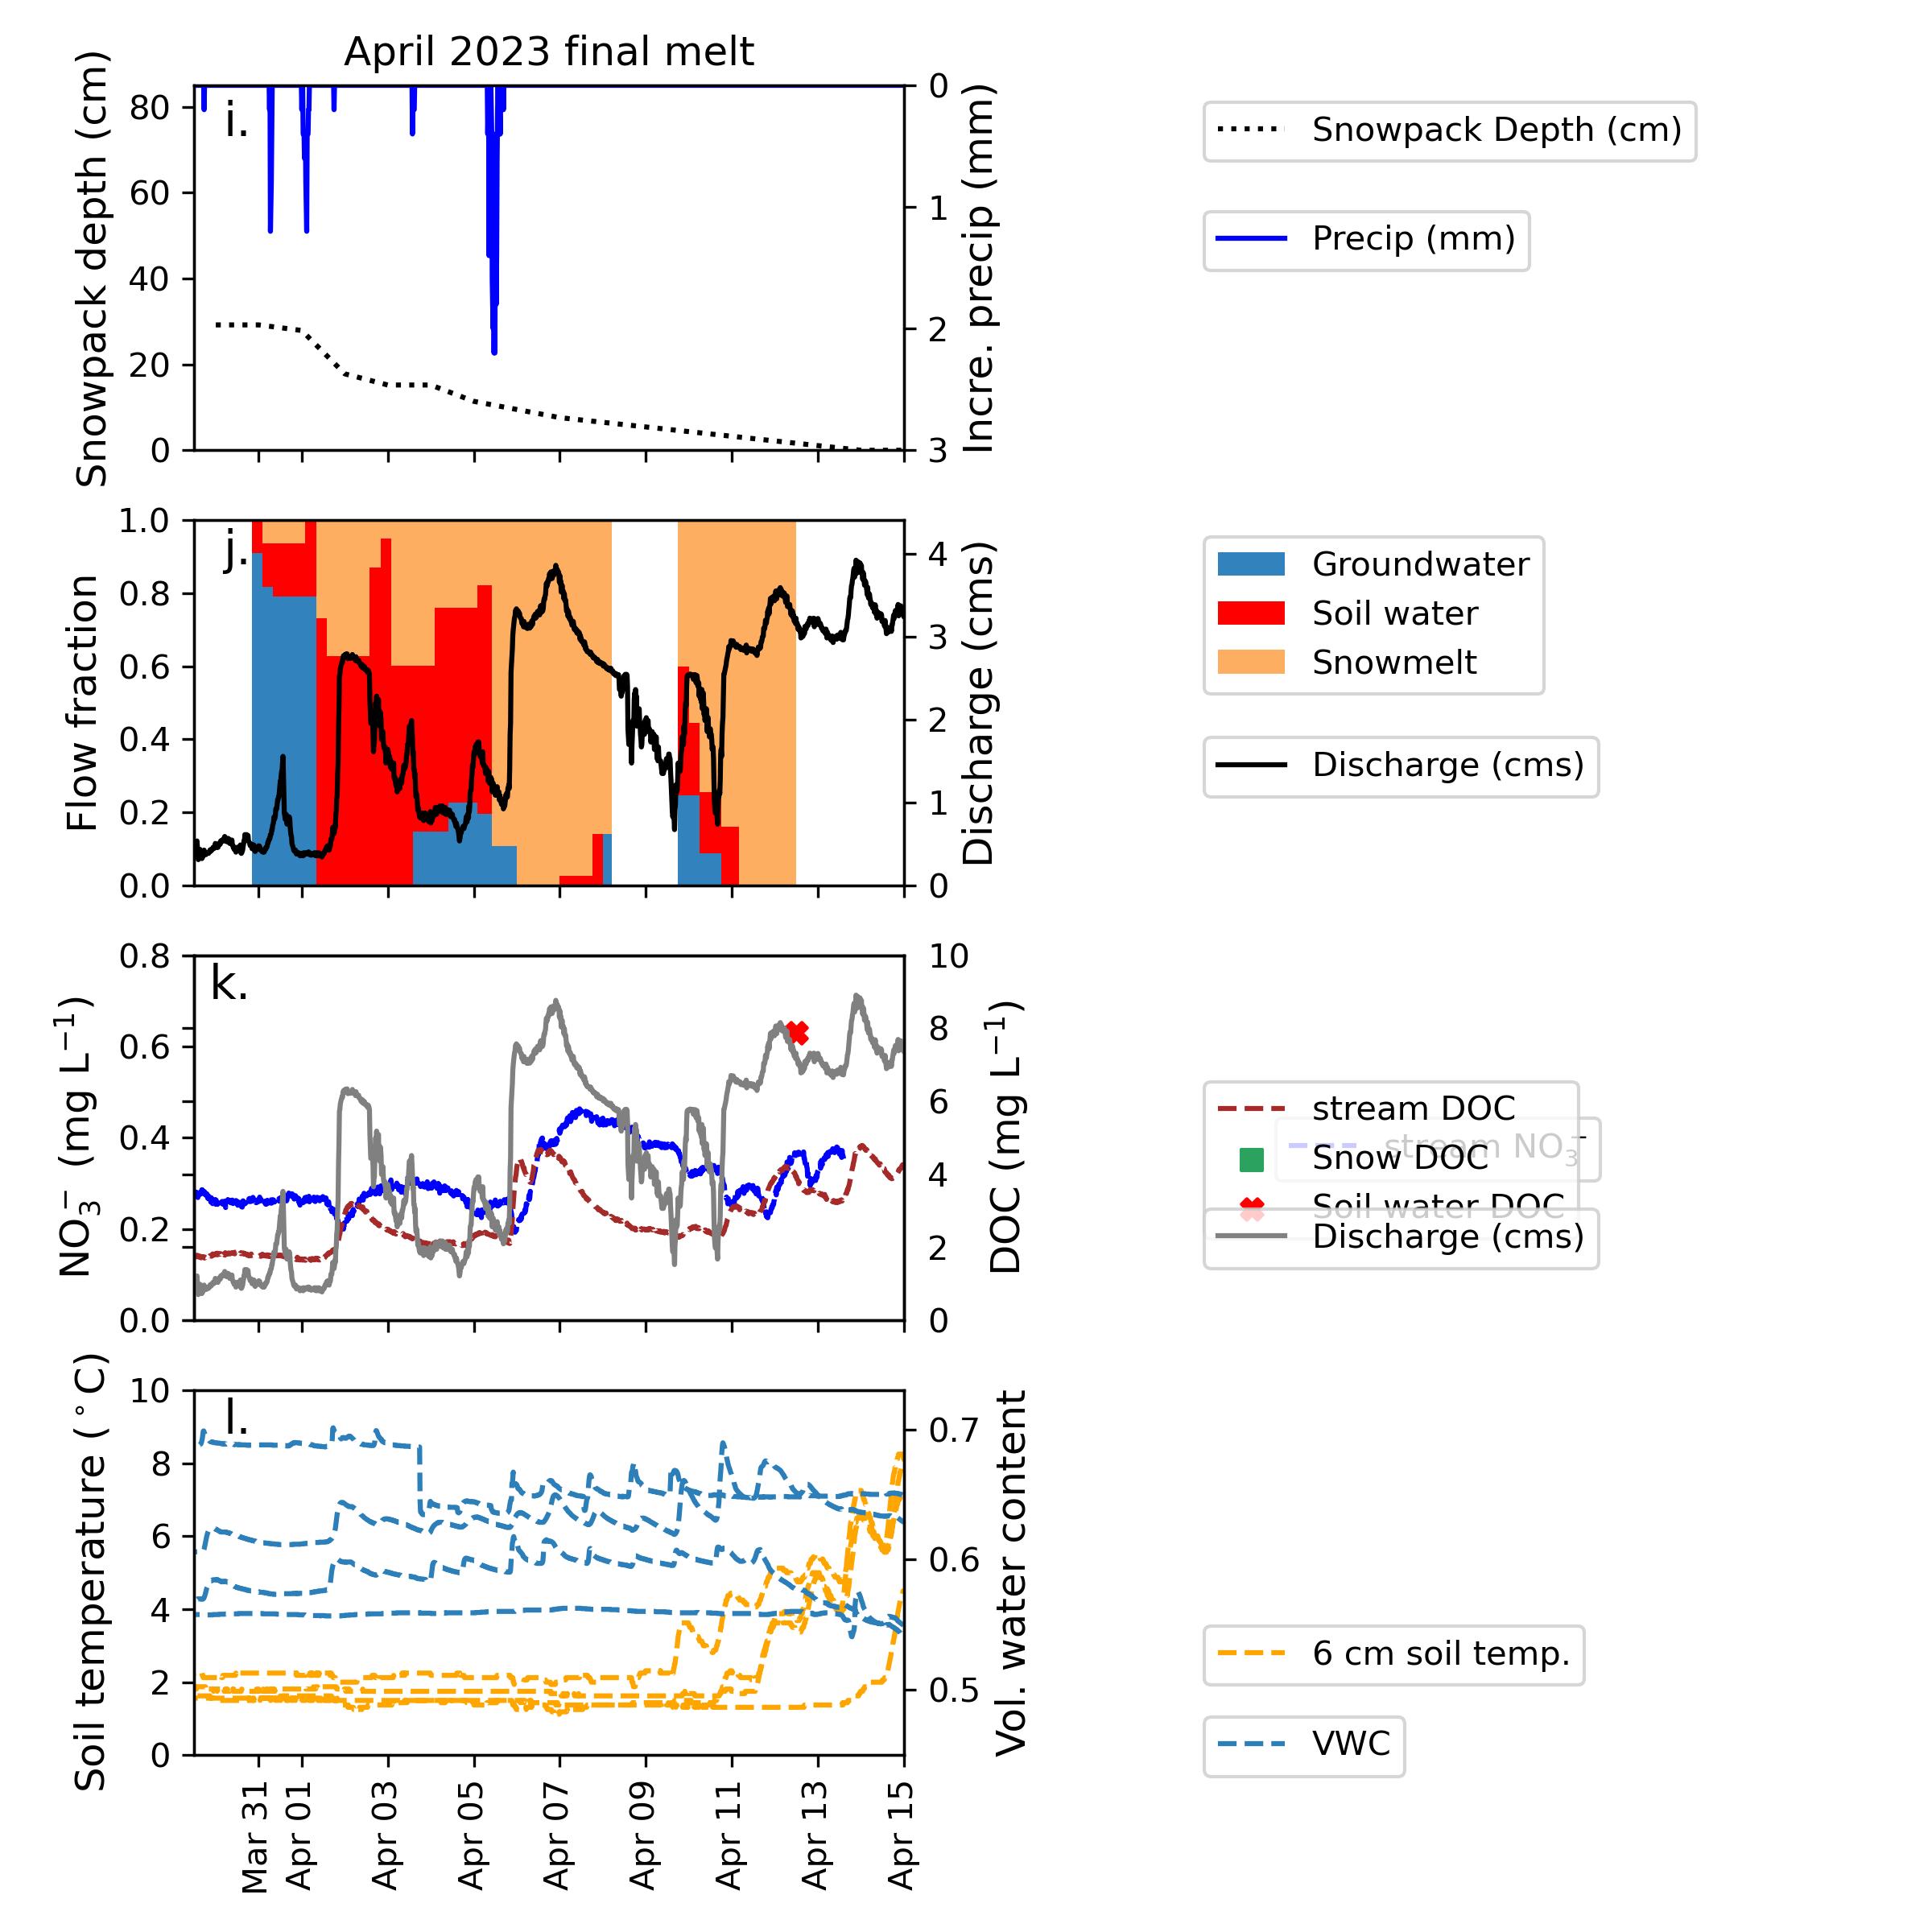 April 2023 final melt
i.
Snowpack depth (cm)
80
60
40
20
0
Incre. precip (mm)
0
1
2
3
Snowpack Depth (cm)
Precip (mm)
j.
Flow fraction
1.0
0.8
0.6
0.4
0.2
0.0
Discharge (cms)
4
3
2
1
0
Groundwater
Soil water
Snowmelt
Discharge (cms)
k.
NO₃⁻ (mg L⁻¹)
0.8
0.6
0.4
0.2
0.0
DOC (mg L⁻¹)
10
8
6
4
2
0
stream DOC
stream NO₃⁻
Snow DOC
Soil water DOC
Discharge (cms)
l.
Soil temperature (°C)
10
8
6
4
2
0
Vol. water content
0.7
0.6
0.5
6 cm soil temp.
VWC
Mar 31
Apr 01
Apr 03
Apr 05
Apr 07
Apr 09
Apr 11
Apr 13
Apr 15